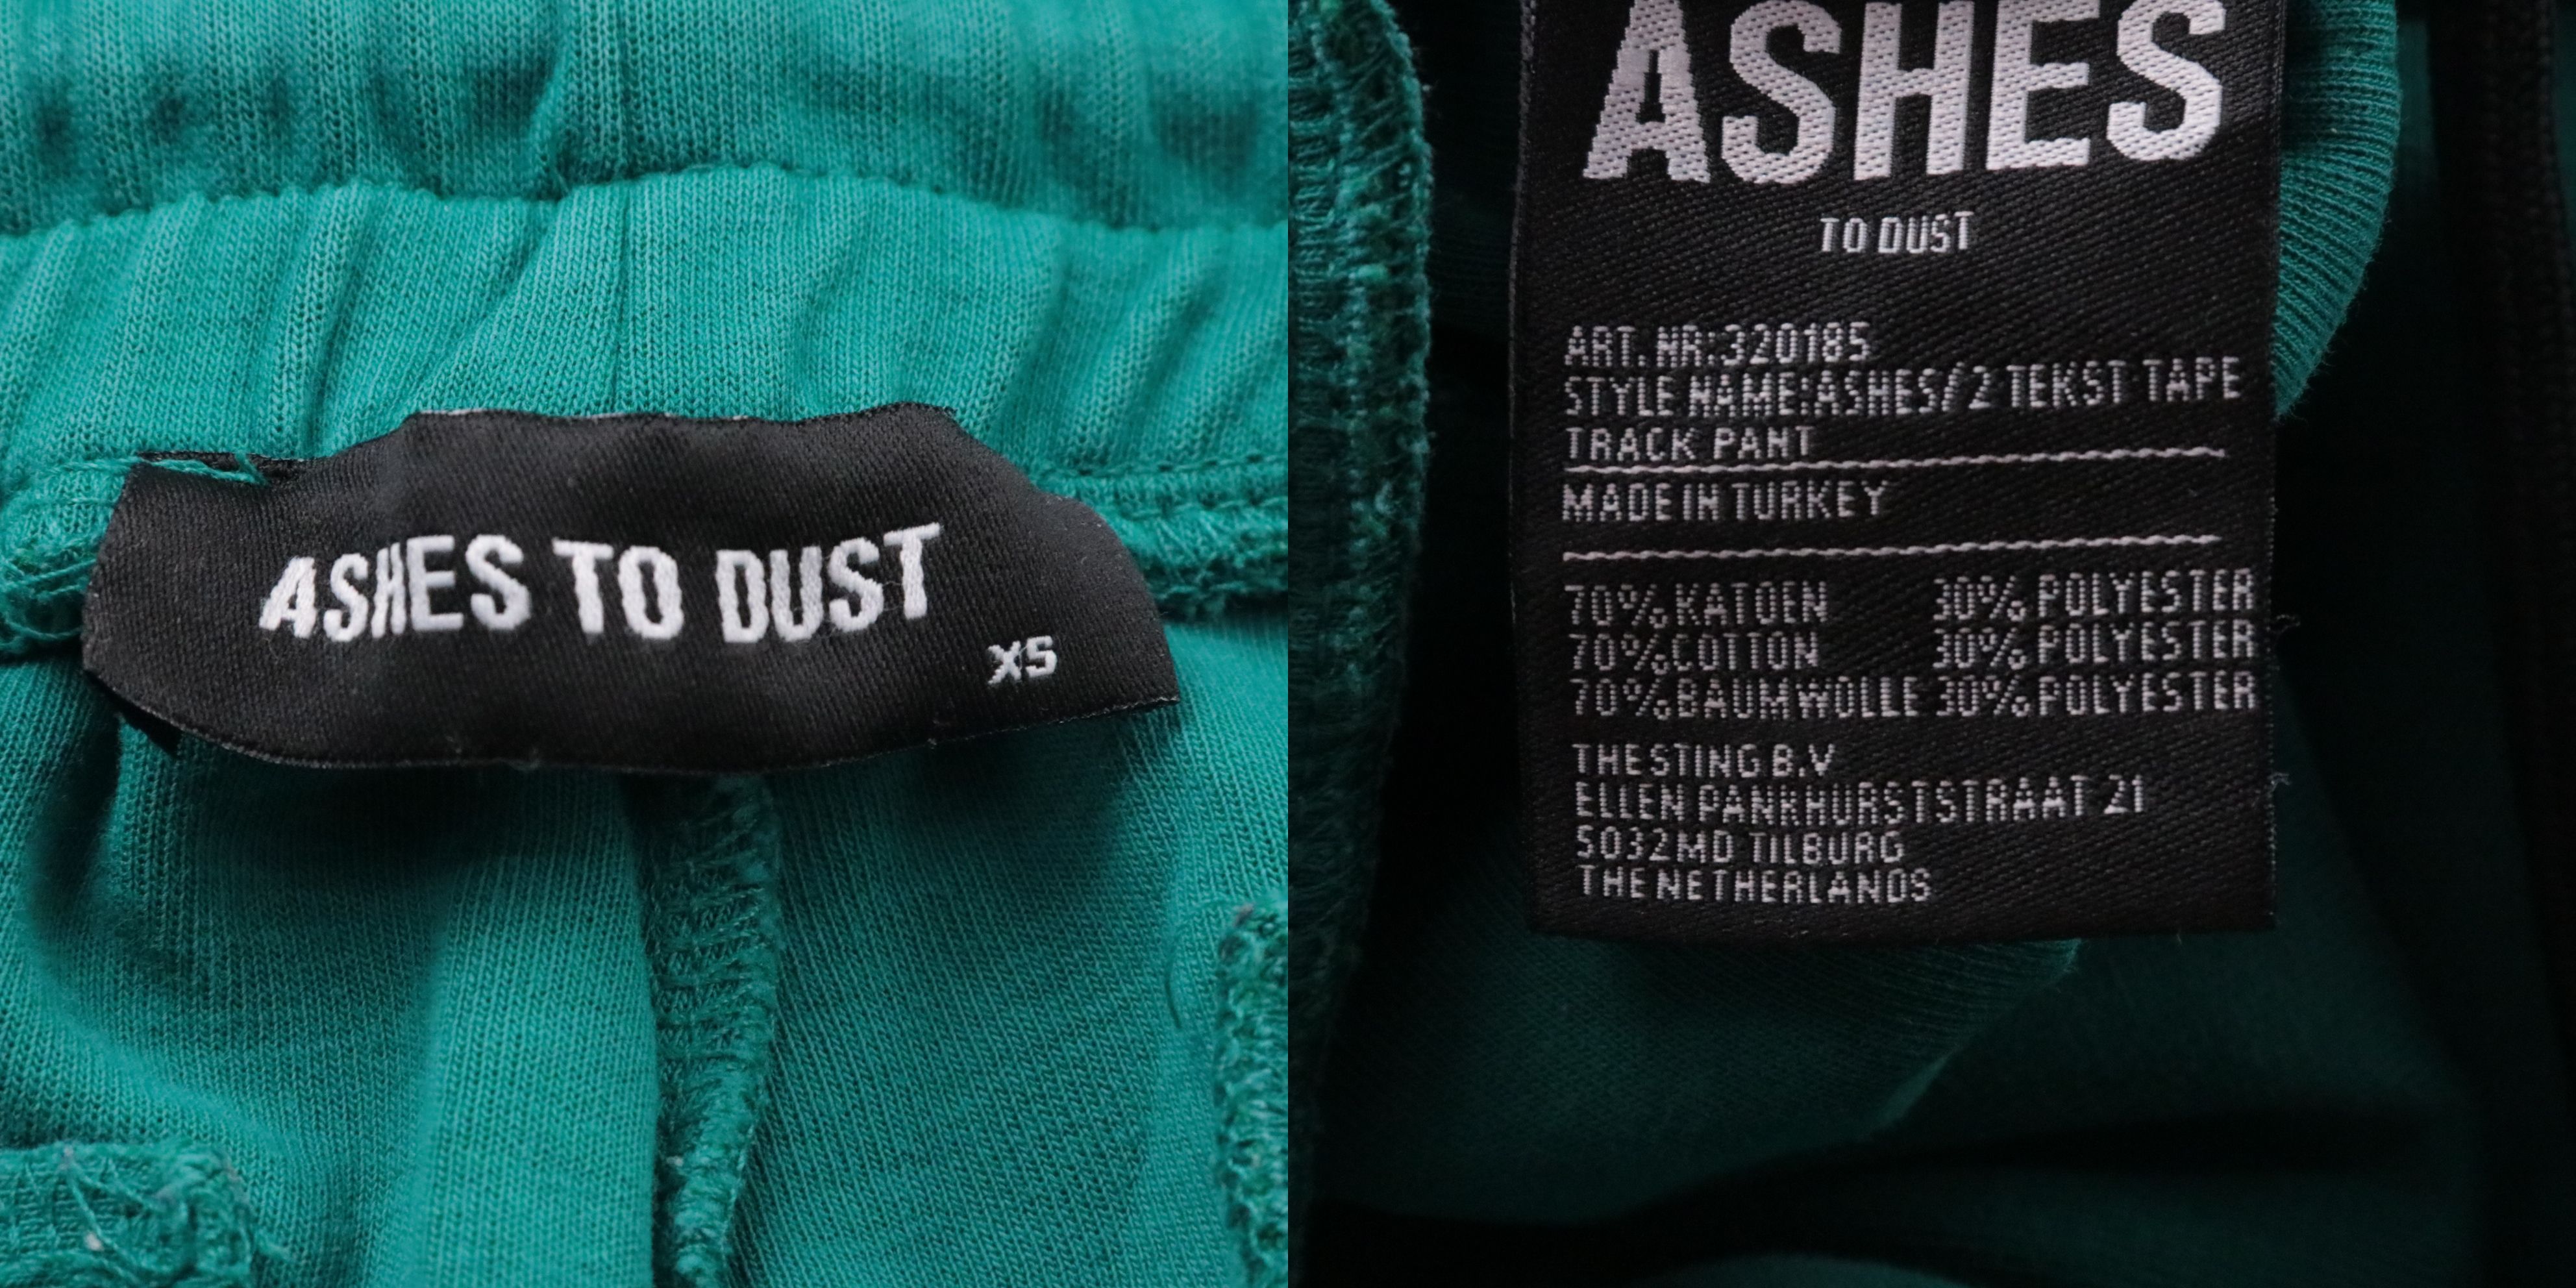 ASHES TO DUST
XS
ASHES
TO DUST
ART. NR:320185
STYLE NAME:ASHES/2 TEKST TAPE
TRACK PANT
MADE IN TURKEY
70%KATOEN 30% POLYESTER
70%COTTON 30% POLYESTER
70%BAUMWOLLE 30% POLYESTER
THE STING B.V
ELLEN PANKHURSTSTRAAT 21
5032MD TILBURG
THE NETHERLANDS